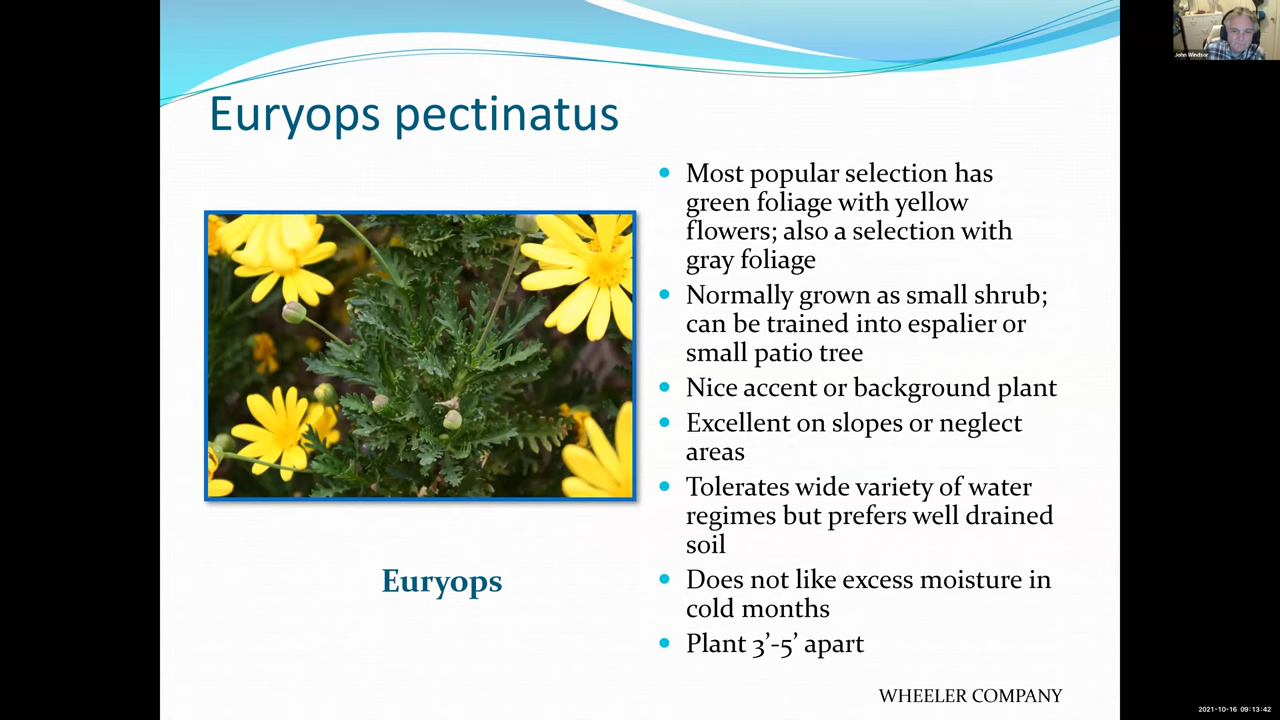 John Windsor
Euryops pectinatus
• Most popular selection has
green foliage with yellow
flowers; also a selection with
gray foliage
• Normally grown as small shrub;
can be trained into espalier or
small patio tree
• Nice accent or background plant
• Excellent on slopes or neglect
areas
• Tolerates wide variety of water
regimes but prefers well drained
soil
• Does not like excess moisture in
cold months
• Plant 3’-5’ apart
Euryops
WHEELER COMPANY
2021-10-16 09:13:42